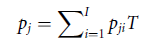 p_j = \sum_{i=1}^{I} p_{ji} T